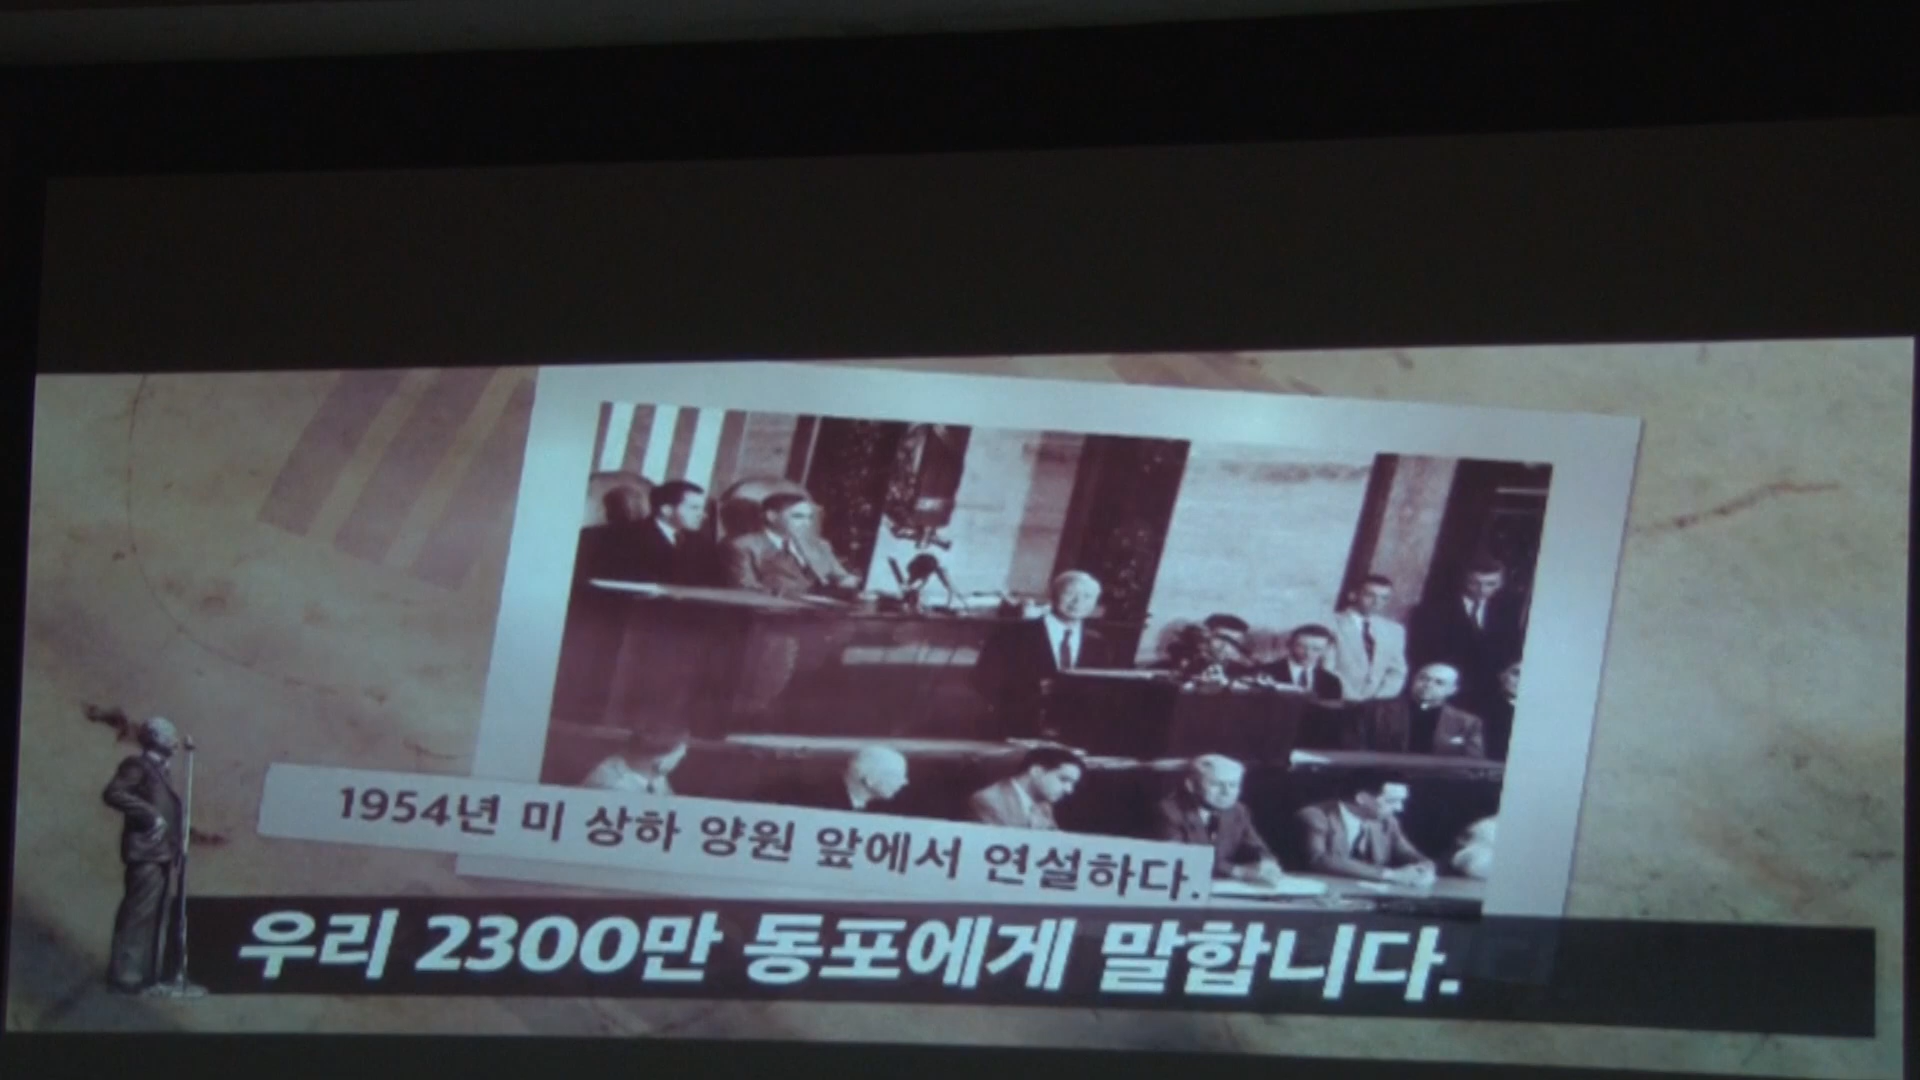 1954년 미 상하 양원 앞에서 연설하다.
우리 2300만 동포에게 말합니다.